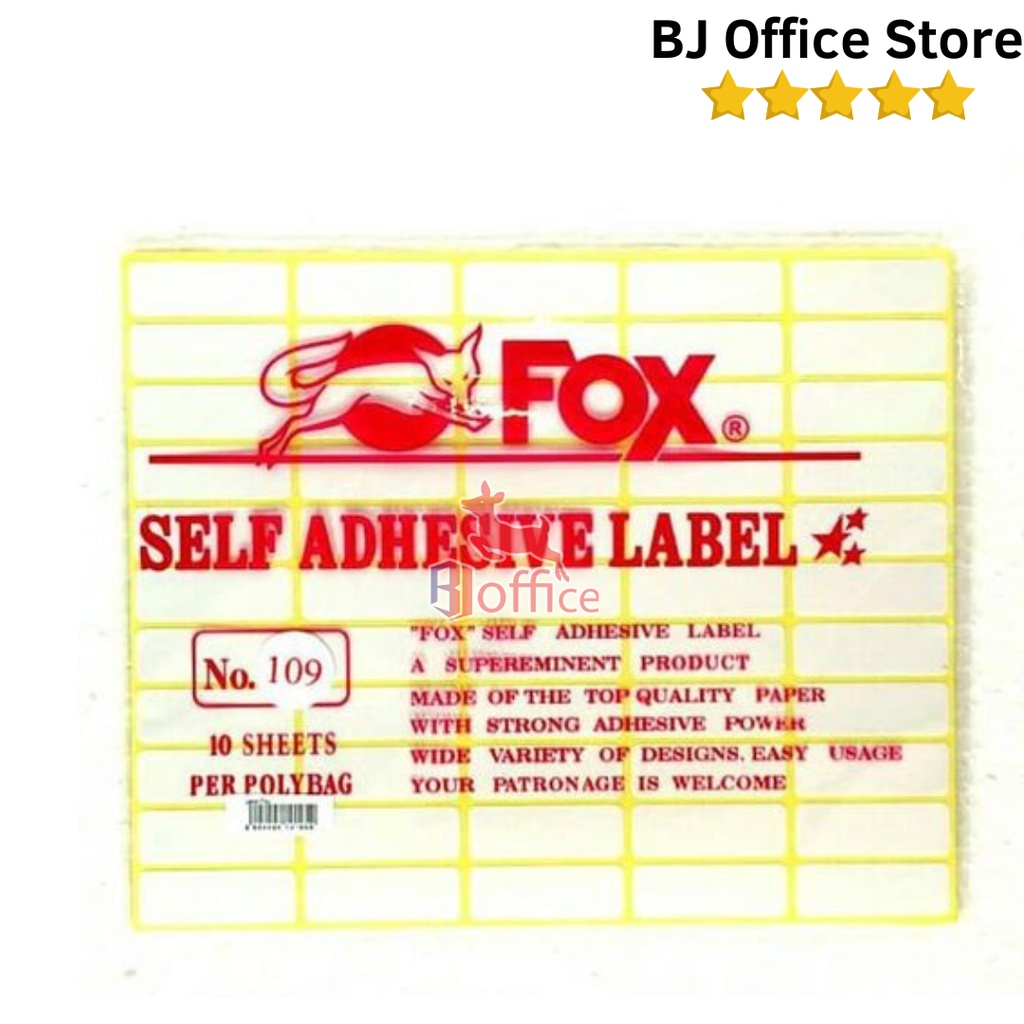 BJ Office Store
FOX®
SELF ADHESIVE LABEL
BJ office
No. 109
10 SHEETS
PER POLYBAG
"FOX" SELF ADHESIVE LABEL
A SUPEREMINENT PRODUCT
MADE OF THE TOP QUALITY PAPER
WITH STRONG ADHESIVE POWER
WIDE VARIETY OF DESIGNS, EASY USAGE
YOUR PATRONAGE IS WELCOME